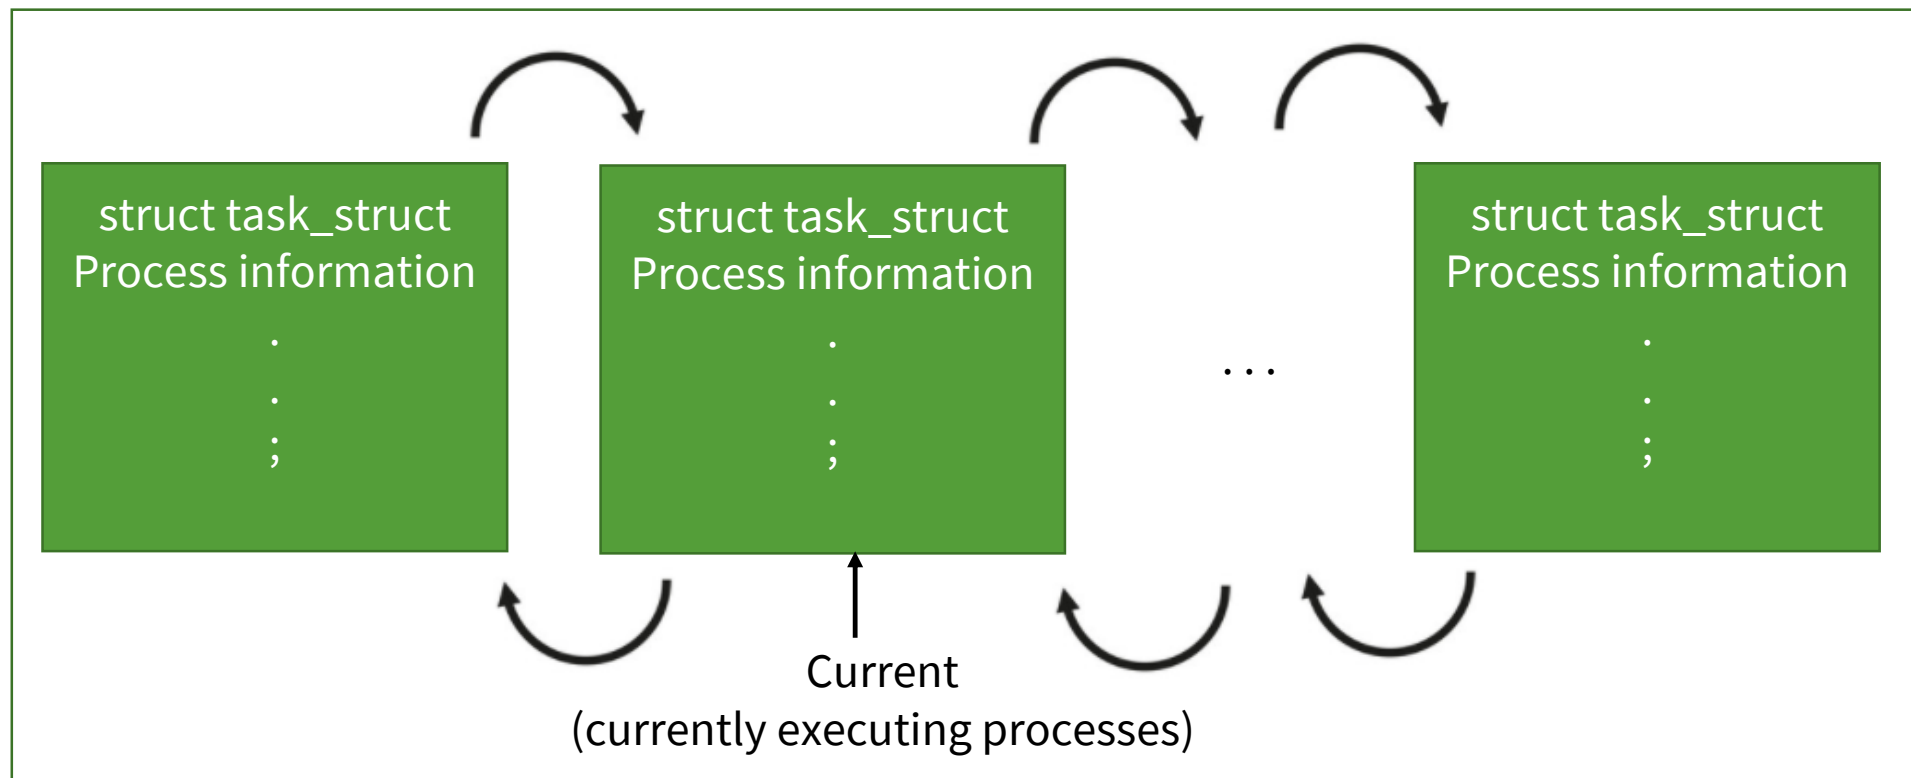 struct task_struct
Process information
.
.
;
struct task_struct
Process information
.
.
;
...
struct task_struct
Process information
.
.
;
Current
(currently executing processes)